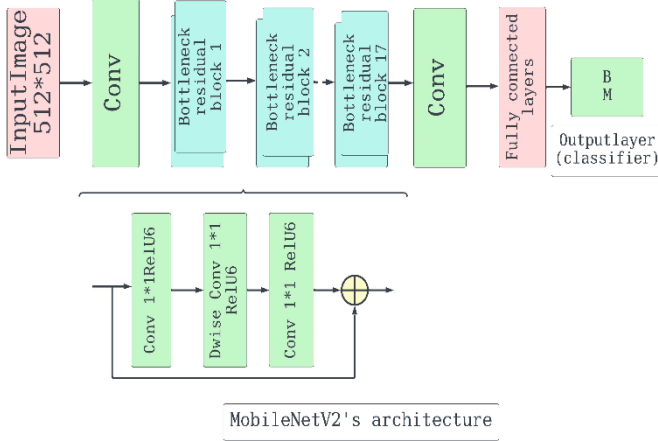 InputImage
512*512
Conv
Bottleneck
residual
block 1
Bottleneck
residual
block 2
Bottleneck
residual
block 17
Conv
Fully connected
layers
B
M
Outputlayer
(classifier)
Conv 1*1RelU6
Dwise Conv 1*1
RelU6
Conv 1*1 RelU6
MobileNetV2's architecture